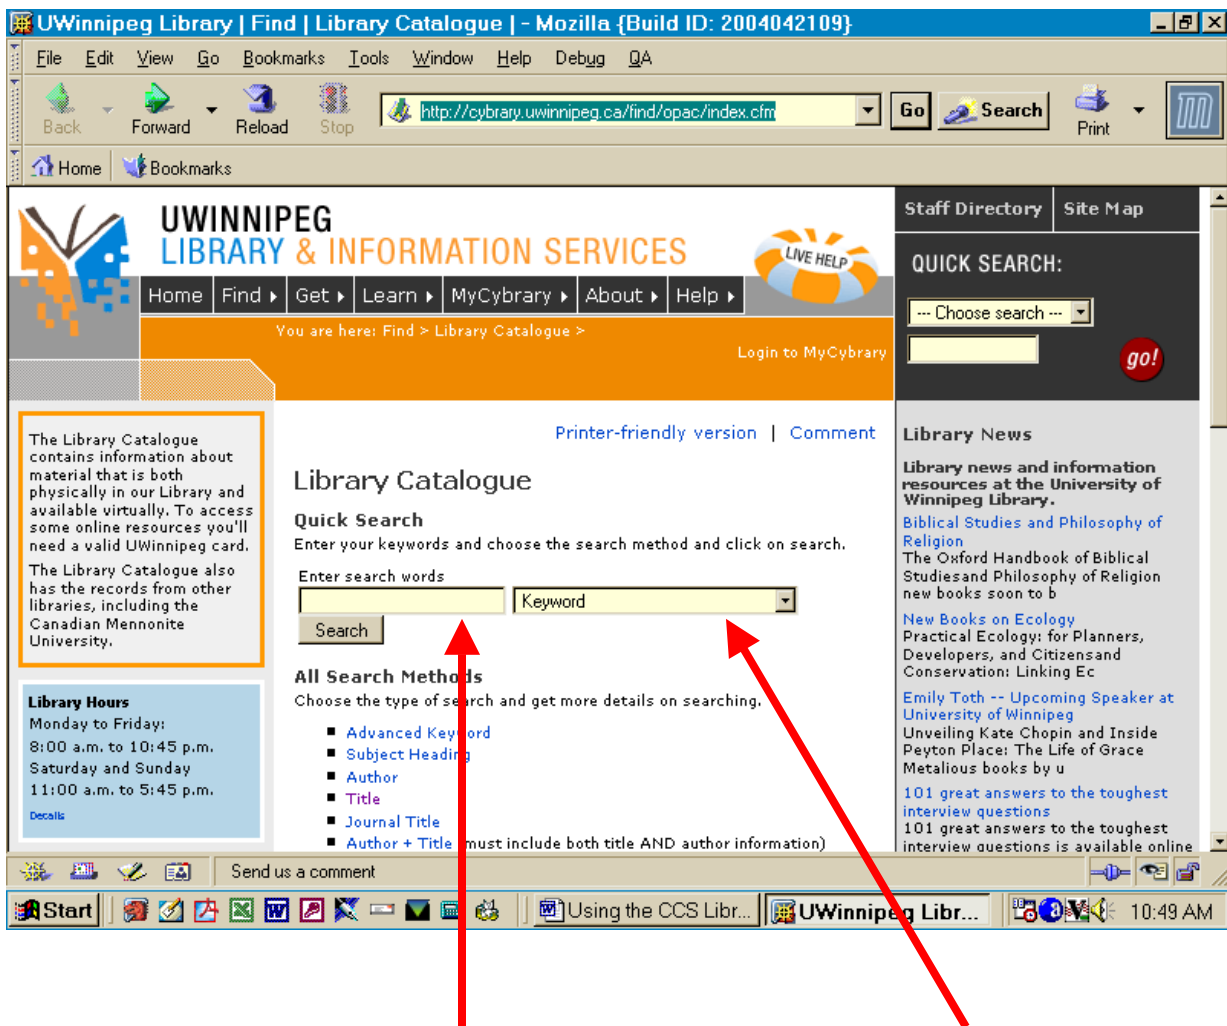 UWinnipeg Library | Find | Library Catalogue | - Mozilla {Build ID: 2004042109}
File Edit View Go Bookmarks Tools Window Help Debug QA
Back Forward Reload Stop http://cybrary.uwinnipeg.ca/find/opac/index.cfm Go Search Print
Home Bookmarks
UWINNIPEG
LIBRARY & INFORMATION SERVICES
LIVE HELP
Home Find Get Learn MyCybrary About Help
You are here: Find > Library Catalogue >
Login to MyCybrary
Staff Directory Site Map
QUICK SEARCH:
--- Choose search ---
go!
The Library Catalogue
contains information about
material that is both
physically in our Library and
available virtually. To access
some online resources you'll
need a valid UWinnipeg card.
The Library Catalogue also
has the records from other
libraries, including the
Canadian Mennonite
University.
Library Hours
Monday to Friday:
8:00 a.m. to 10:45 p.m.
Saturday and Sunday
11:00 a.m. to 5:45 p.m.
Details
Printer-friendly version | Comment
Library Catalogue
Quick Search
Enter your keywords and choose the search method and click on search.
Enter search words
Keyword
Search
All Search Methods
Choose the type of search and get more details on searching.
Advanced Keyword
Subject Heading
Author
Title
Journal Title
Author + Title (must include both title AND author information)
Library News
Library news and information
resources at the University of
Winnipeg Library.
Biblical Studies and Philosophy of
Religion
The Oxford Handbook of Biblical
Studiesand Philosophy of Religion
new books soon to b
New Books on Ecology
Practical Ecology: for Planners,
Developers, and Citizensand
Conservation: Linking Ec
Emily Toth -- Upcoming Speaker at
University of Winnipeg
Unveiling Kate Chopin and Inside
Peyton Place: The Life of Grace
Metalious books by u
101 great answers to the toughest
interview questions
101 great answers to the toughest
interview questions is available online
Send us a comment
Start Using the CCS Libr... UWinnipeg Libr... 10:49 AM